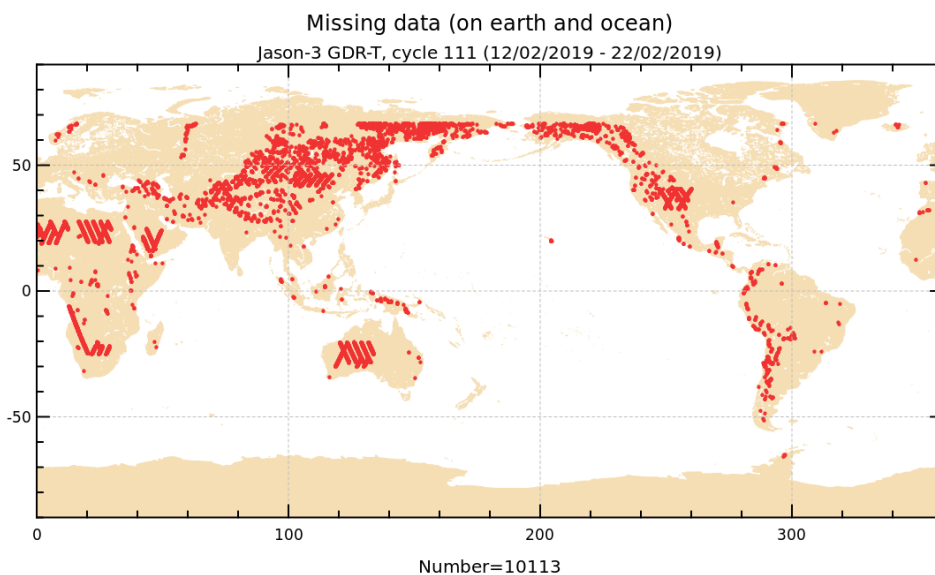 Missing data (on earth and ocean)
Jason-3 GDR-T, cycle 111 (12/02/2019 - 22/02/2019)
50
0
-50
0 100 200 300
Number=10113